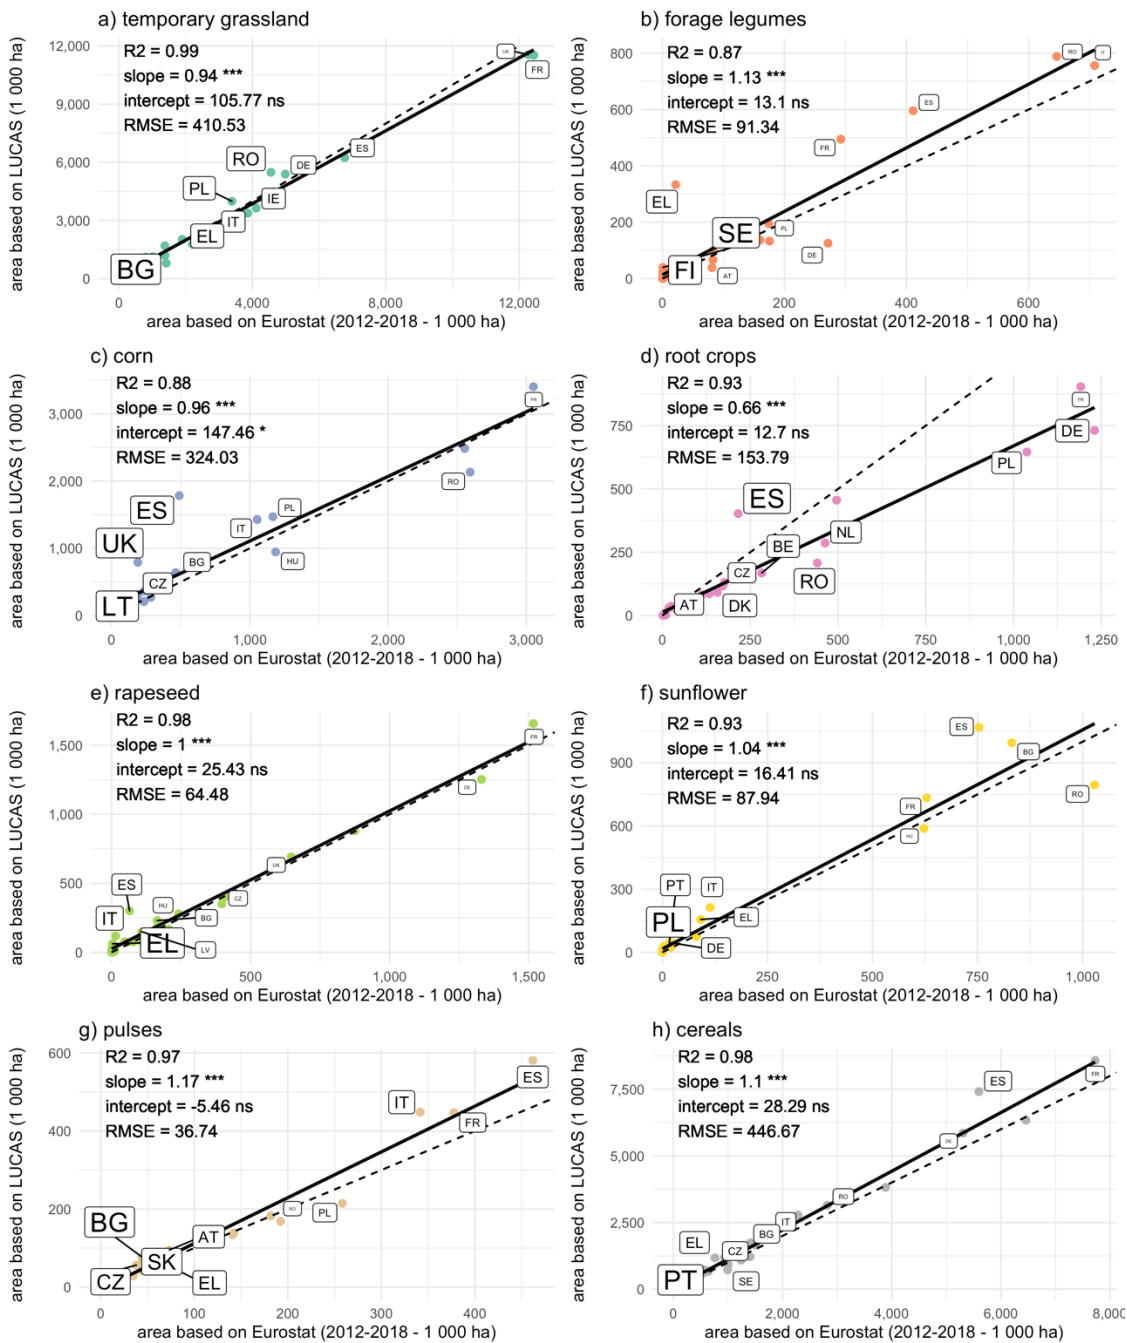 a) temporary grassland
area based on LUCAS (1 000 ha)
12,000
9,000
6,000
3,000
0
R2 = 0.99
slope = 0.94 ***
intercept = 105.77 ns
RMSE = 410.53
UK
FR
RO
DE
ES
PL
IE
IT
EL
BG
0
4,000
8,000
12,000
area based on Eurostat (2012-2018 - 1 000 ha)
b) forage legumes
area based on LUCAS (1 000 ha)
800
600
400
200
0
R2 = 0.87
slope = 1.13 ***
intercept = 13.1 ns
RMSE = 91.34
RO
IT
ES
FR
EL
SE
PL
DE
FI
AT
0
200
400
600
area based on Eurostat (2012-2018 - 1 000 ha)
c) corn
area based on LUCAS (1 000 ha)
3,000
2,000
1,000
0
R2 = 0.88
slope = 0.96 ***
intercept = 147.46 *
RMSE = 324.03
FR
RO
ES
PL
IT
UK
BG
HU
CZ
LT
0
1,000
2,000
3,000
area based on Eurostat (2012-2018 - 1 000 ha)
d) root crops
area based on LUCAS (1 000 ha)
750
500
250
0
R2 = 0.93
slope = 0.66 ***
intercept = 12.7 ns
RMSE = 153.79
FR
DE
PL
ES
NL
BE
CZ
RO
AT
DK
0
250
500
750
1,000
1,250
area based on Eurostat (2012-2018 - 1 000 ha)
e) rapeseed
area based on LUCAS (1 000 ha)
1,500
1,000
500
0
R2 = 0.98
slope = 1 ***
intercept = 25.43 ns
RMSE = 64.48
FR
DE
UK
ES
HU
CZ
IT
BG
EL
LV
0
500
1,000
1,500
area based on Eurostat (2012-2018 - 1 000 ha)
f) sunflower
area based on LUCAS (1 000 ha)
900
600
300
0
R2 = 0.93
slope = 1.04 ***
intercept = 16.41 ns
RMSE = 87.94
ES
BG
RO
FR
HU
PT
IT
PL
EL
DE
0
250
500
750
1,000
area based on Eurostat (2012-2018 - 1 000 ha)
g) pulses
area based on LUCAS (1 000 ha)
600
400
200
0
R2 = 0.97
slope = 1.17 ***
intercept = -5.46 ns
RMSE = 36.74
ES
IT
FR
RO
PL
BG
AT
SK
CZ
EL
0
100
200
300
400
area based on Eurostat (2012-2018 - 1 000 ha)
h) cereals
area based on LUCAS (1 000 ha)
7,500
5,000
2,500
0
R2 = 0.98
slope = 1.1 ***
intercept = 28.29 ns
RMSE = 446.67
ES
FR
DE
RO
IT
BG
EL
CZ
PT
SE
0
2,000
4,000
6,000
8,000
area based on Eurostat (2012-2018 - 1 000 ha)